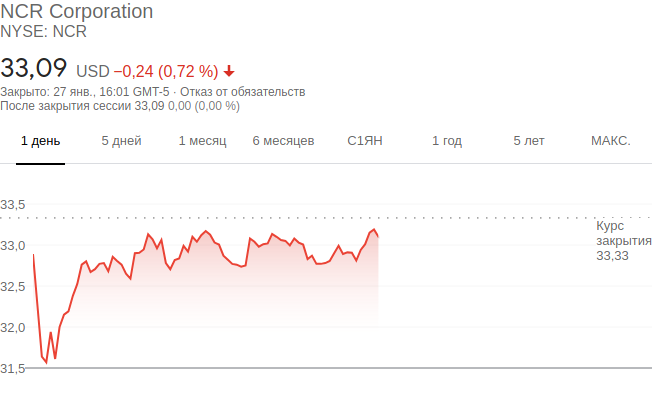 NCR Corporation
NYSE: NCR
33,09 USD −0,24 (0,72 %)
Закрыто: 27 янв., 16:01 GMT-5 · Отказ от обязательств
После закрытия сессии 33,09 0,00 (0,00 %)
1 день 5 дней 1 месяц 6 месяцев С1ЯН 1 год 5 лет МАКС.
33,5
Курс
закрытия
33,33
33,0
32,5
32,0
31,5